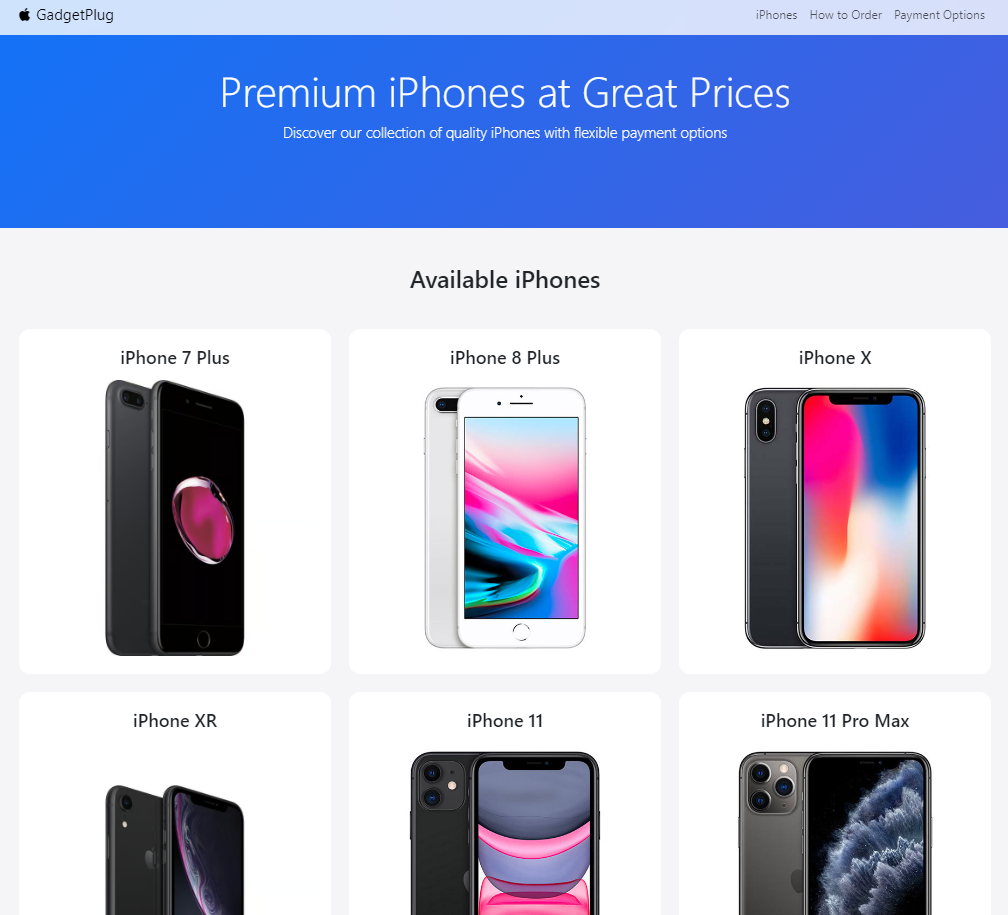 GadgetPlug
iPhones How to Order Payment Options
Premium iPhones at Great Prices
Discover our collection of quality iPhones with flexible payment options
Available iPhones
iPhone 7 Plus
iPhone 8 Plus
iPhone X
iPhone XR
iPhone 11
iPhone 11 Pro Max